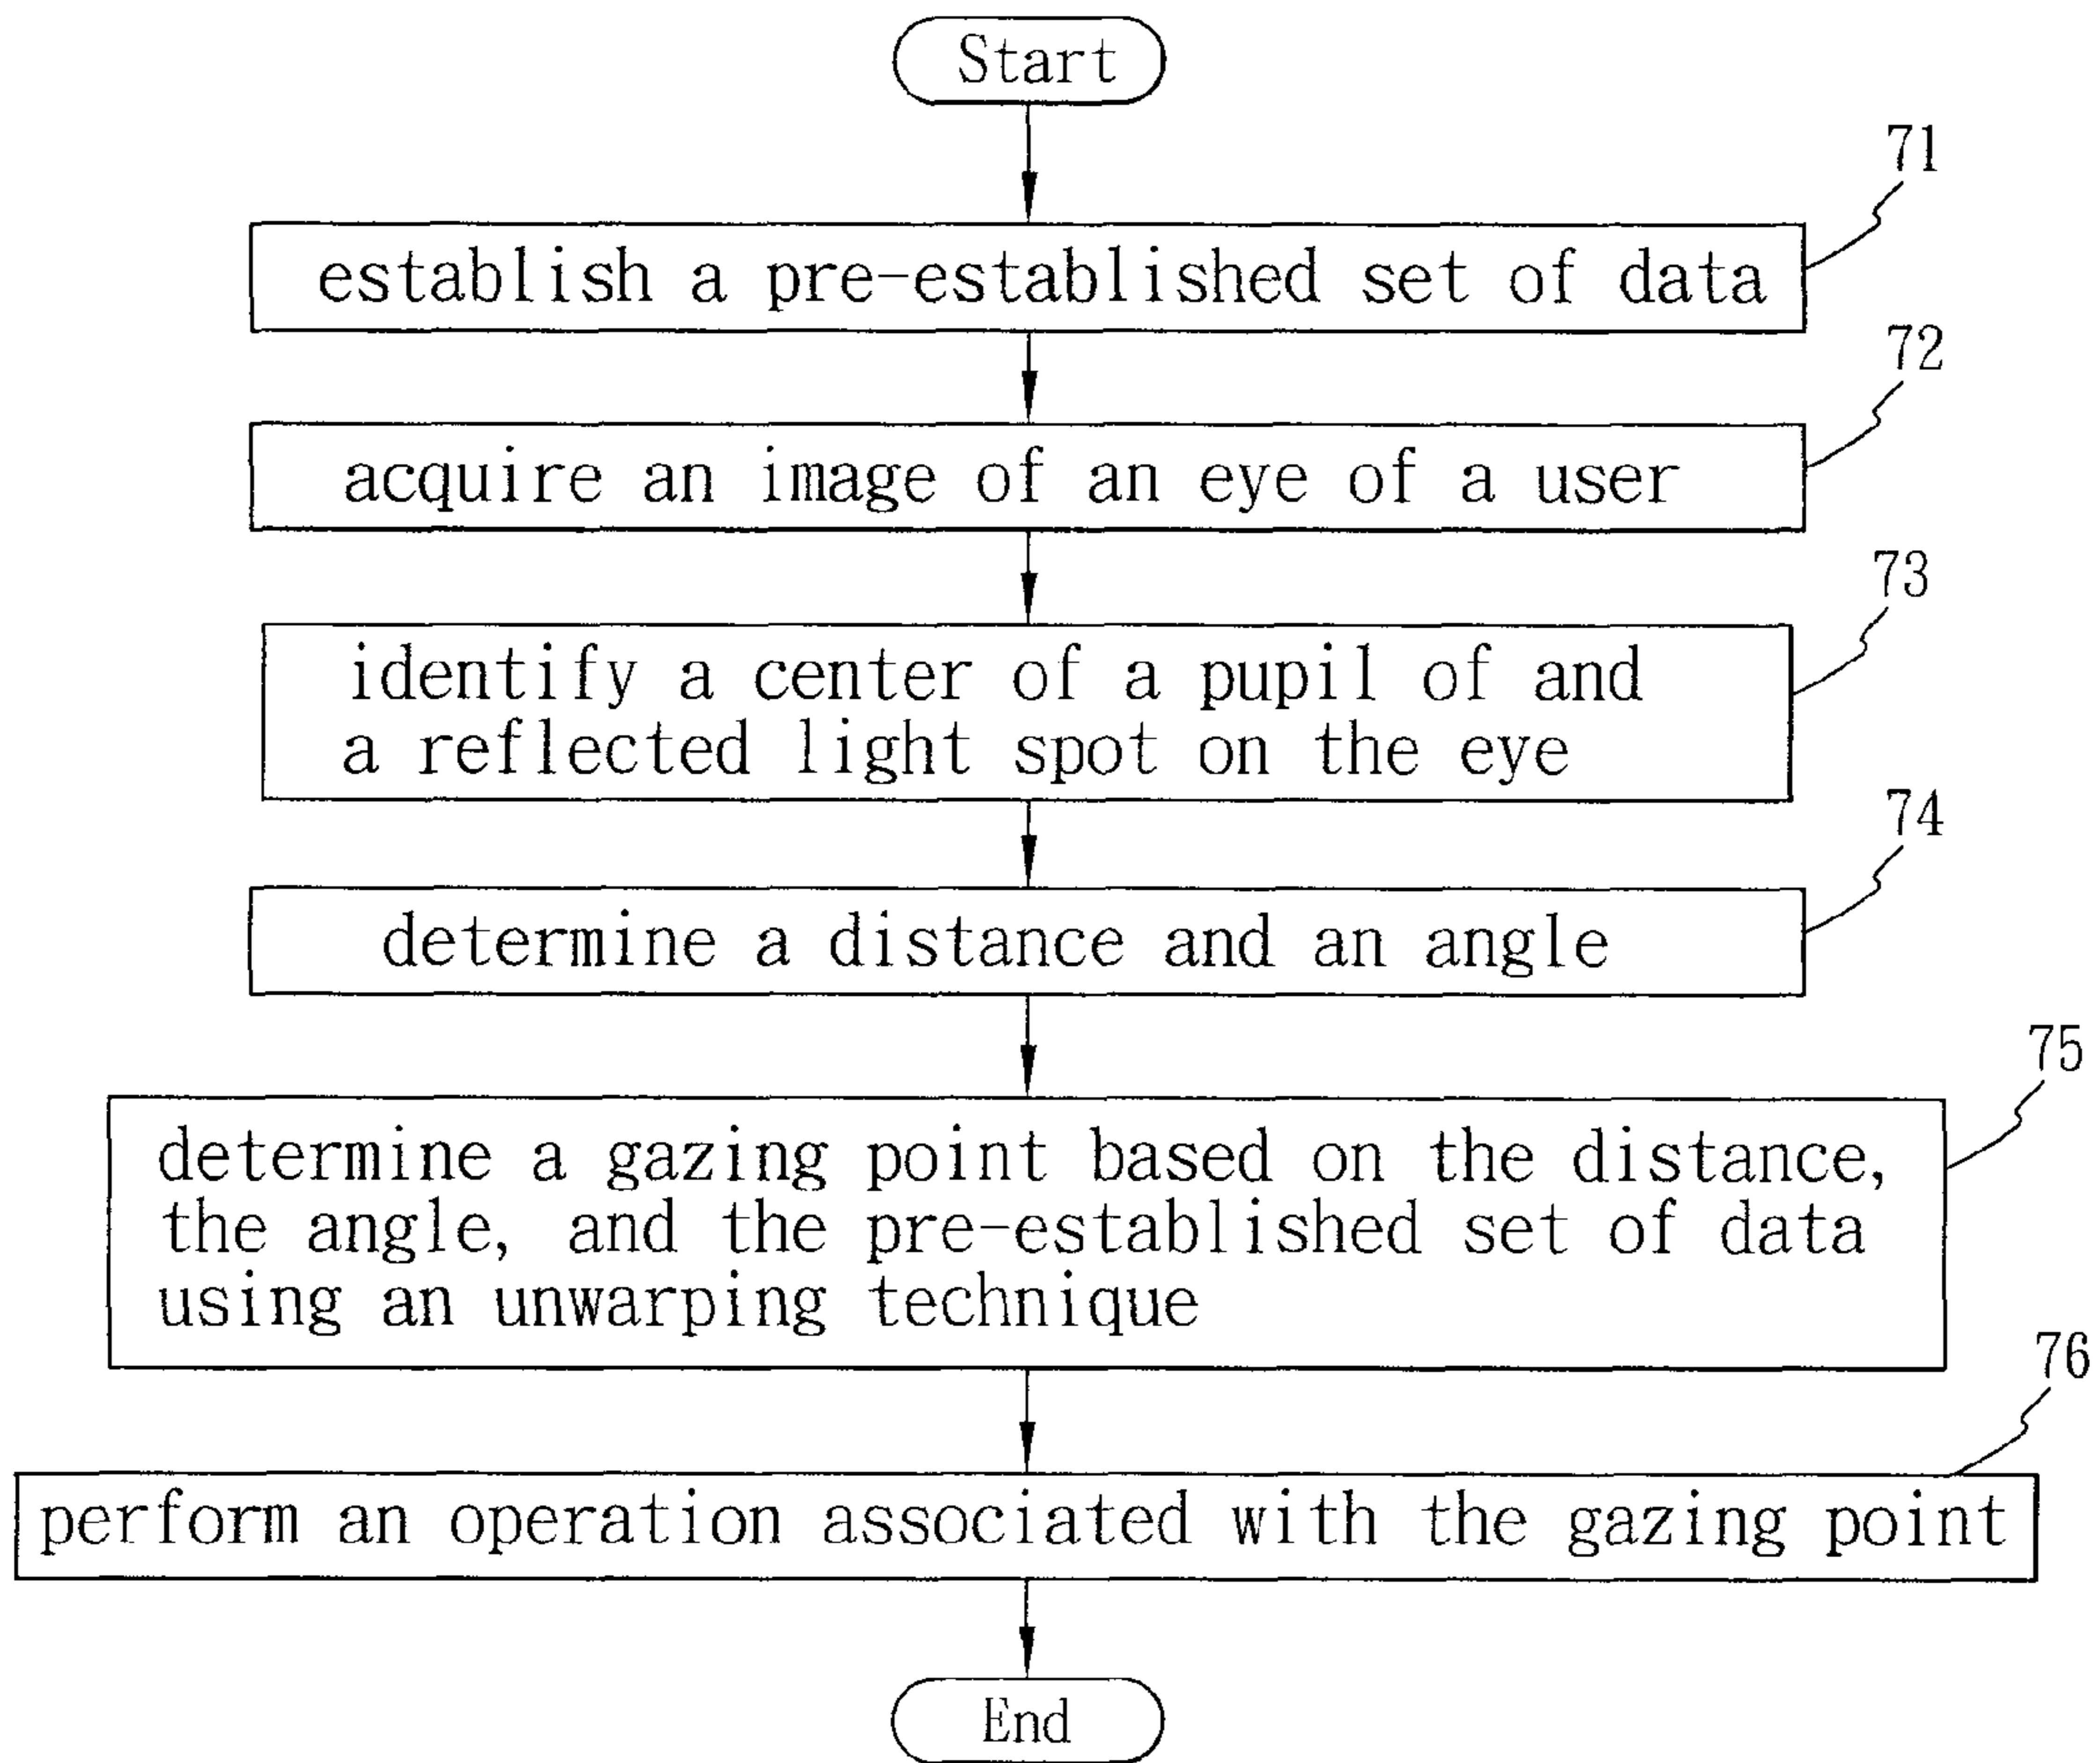 Start
71
establish a pre-established set of data
72
acquire an image of an eye of a user
73
identify a center of a pupil of and
a reflected light spot on the eye
74
determine a distance and an angle
75
determine a gazing point based on the distance,
the angle, and the pre-established set of data
using an unwarping technique
76
perform an operation associated with the gazing point
End